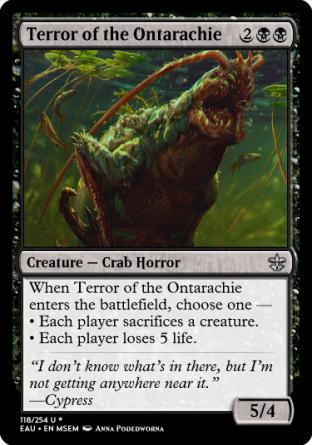 Terror of the Ontarachie 2
Creature — Crab Horror
When Terror of the Ontarachie
enters the battlefield, choose one —
• Each player sacrifices a creature.
• Each player loses 5 life.
"I don't know what's in there, but I'm
not getting anywhere near it."
—Cypress
5/4
118/254 U *
EAU • EN MSEM Anna Podedworna